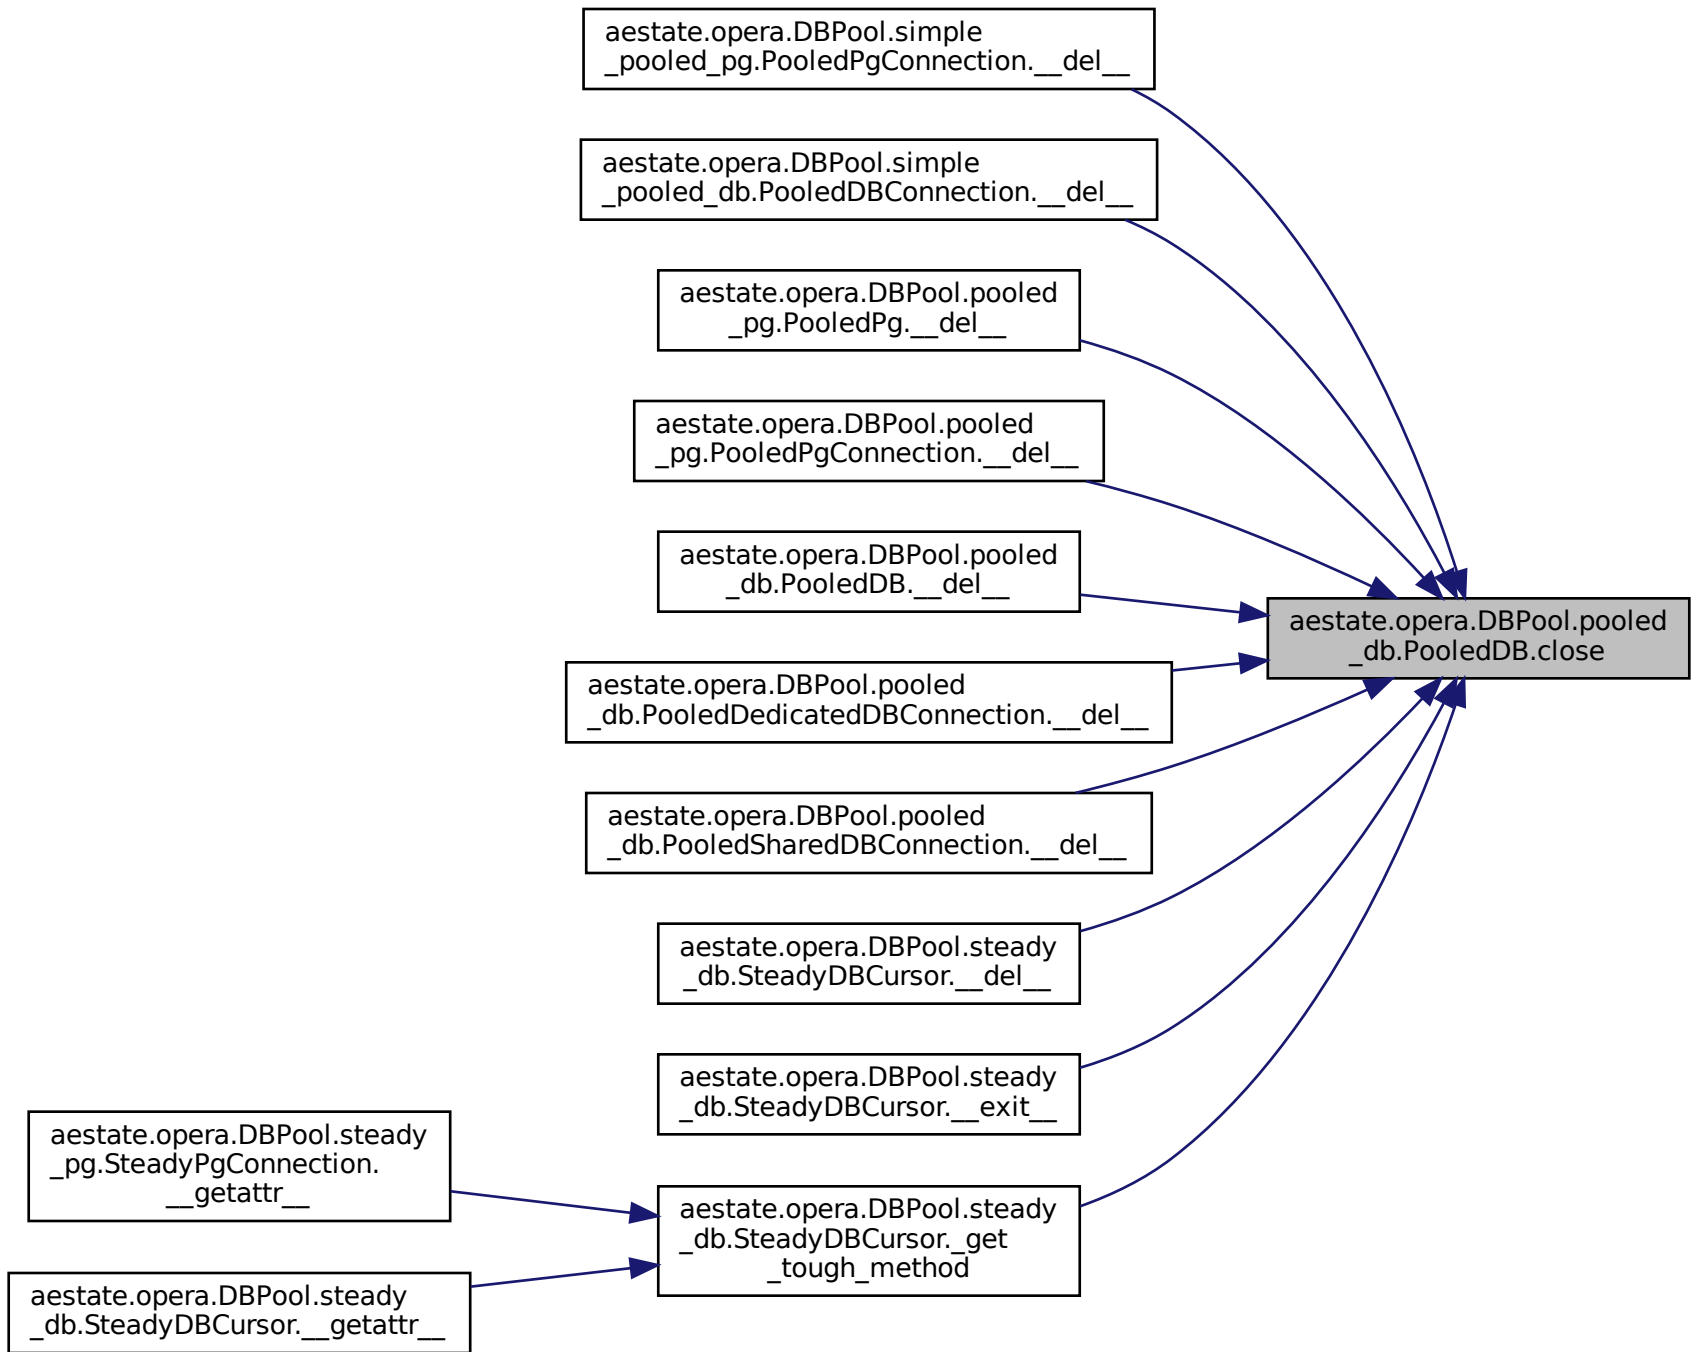 aestate.opera.DBPool.simple
_pooled_pg.PooledPgConnection.__del__
aestate.opera.DBPool.simple
_pooled_db.PooledDBConnection.__del__
aestate.opera.DBPool.pooled
_pg.PooledPg.__del__
aestate.opera.DBPool.pooled
_pg.PooledPgConnection.__del__
aestate.opera.DBPool.pooled
_db.PooledDB.__del__
aestate.opera.DBPool.pooled
_db.PooledDB.close
aestate.opera.DBPool.pooled
_db.PooledDedicatedDBConnection.__del__
aestate.opera.DBPool.pooled
_db.PooledSharedDBConnection.__del__
aestate.opera.DBPool.steady
_db.SteadyDBCursor.__del__
aestate.opera.DBPool.steady
_db.SteadyDBCursor.__exit__
aestate.opera.DBPool.steady
_pg.SteadyPgConnection.
__getattr__
aestate.opera.DBPool.steady
_db.SteadyDBCursor._get
_tough_method
aestate.opera.DBPool.steady
_db.SteadyDBCursor.__getattr__